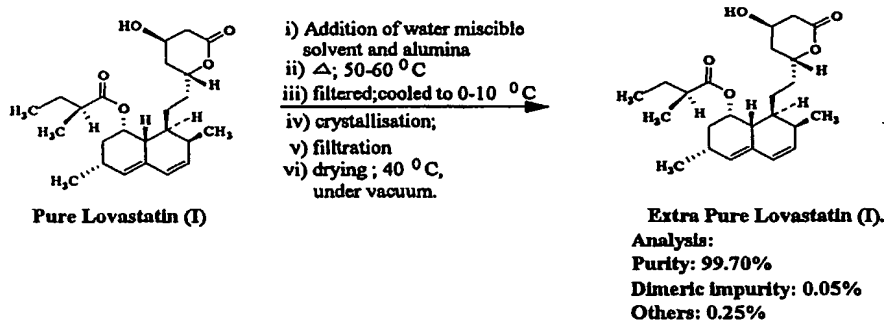 HO
O
O
H
O
O
H
H
CH₃
H₃C
H₃C
H
H₃C
Pure Lovastatin (I)
i) Addition of water miscible
solvent and alumina
ii) △; 50-60 ⁰C
iii) filtered;cooled to 0-10 ⁰C
iv) crystallisation;
v) filltration
vi) drying ; 40 ⁰C,
under vacuum.
HO
O
O
H
O
O
H
H
CH₃
H₃C
H₃C
H
H₃C
Extra Pure Lovastatin (I).
Analysis:
Purity: 99.70%
Dimeric impurity: 0.05%
Others: 0.25%